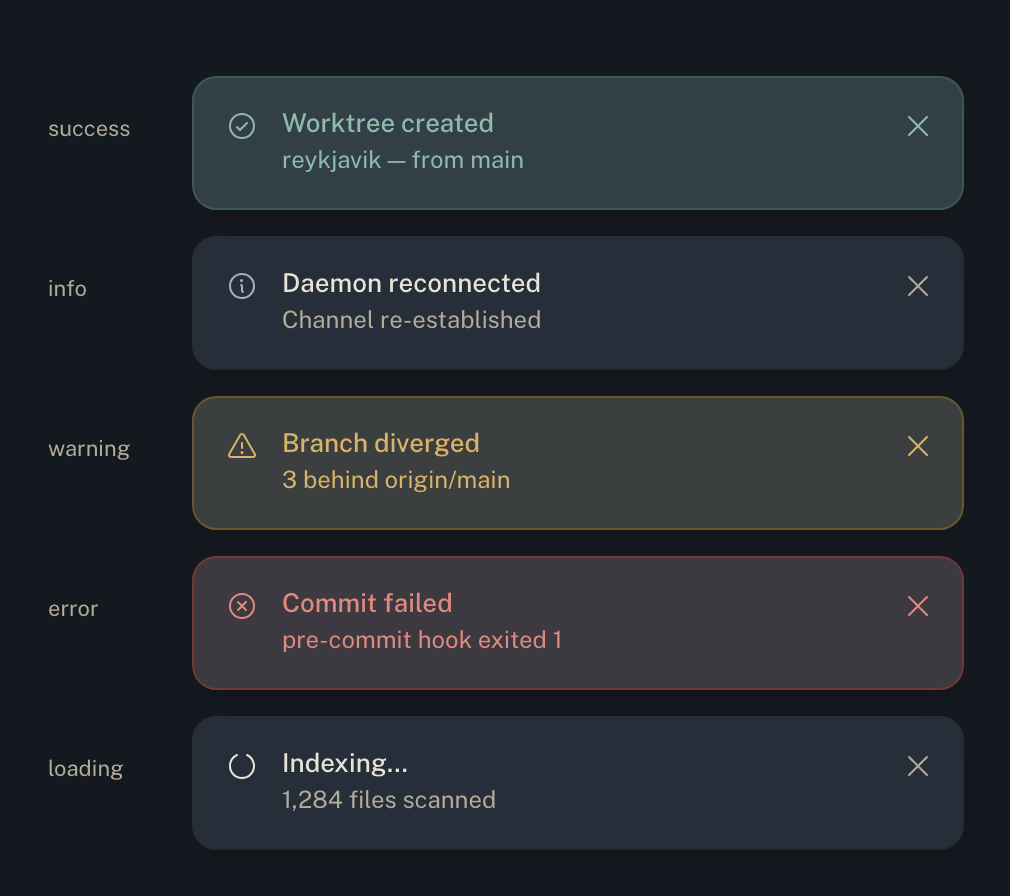 success
Worktree created
reykjavik — from main
info
Daemon reconnected
Channel re-established
warning
Branch diverged
3 behind origin/main
error
Commit failed
pre-commit hook exited 1
loading
Indexing…
1,284 files scanned